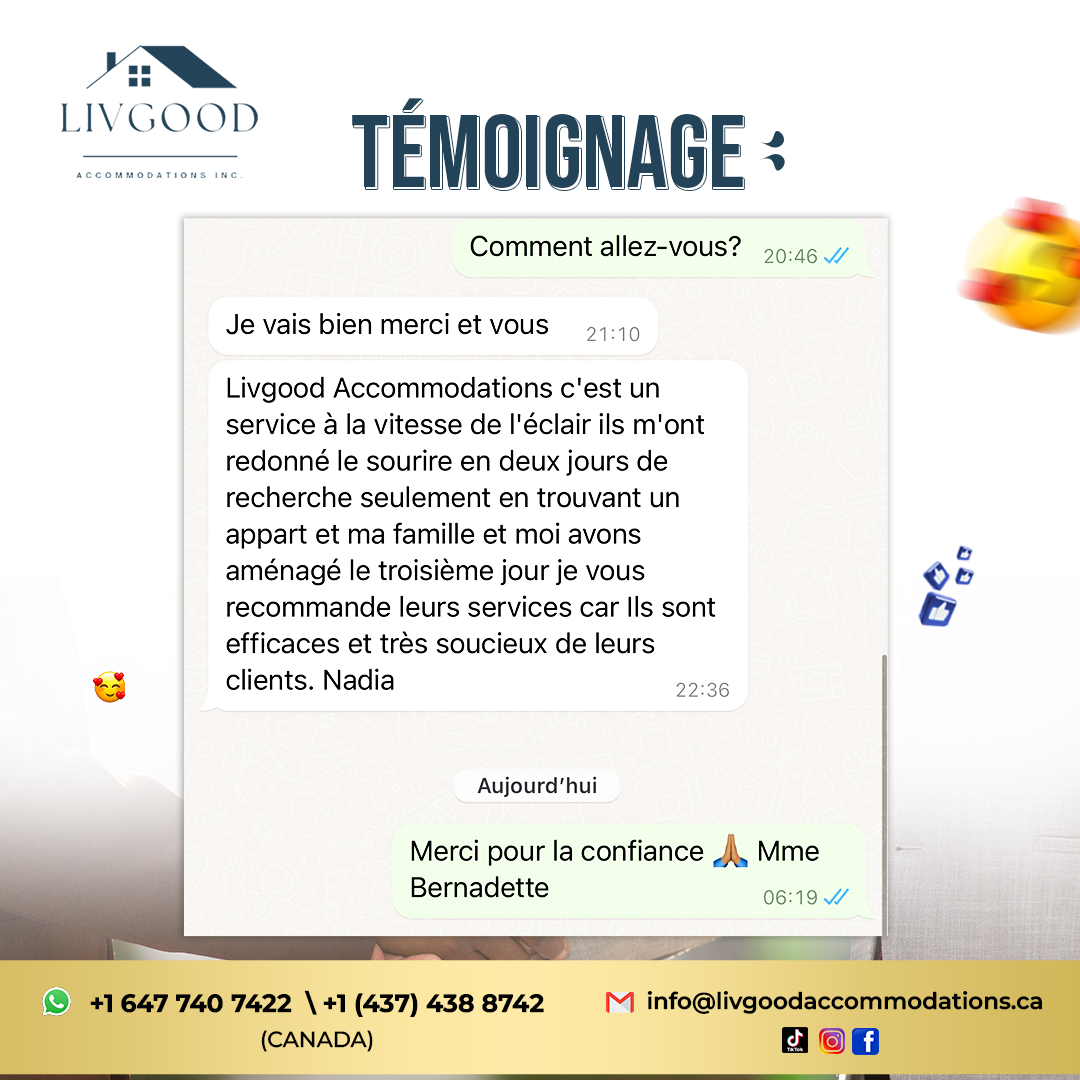 LIVGOOD
ACCOMMODATIONS INC.
TÉMOIGNAGE :
Comment allez-vous? 20:46
Je vais bien merci et vous 21:10
Livgood Accommodations c'est un
service à la vitesse de l'éclair ils m'ont
redonné le sourire en deux jours de
recherche seulement en trouvant un
appart et ma famille et moi avons
aménagé le troisième jour je vous
recommande leurs services car Ils sont
efficaces et très soucieux de leurs
clients. Nadia 22:36
Aujourd'hui
Merci pour la confiance 🙏🏽 Mme
Bernadette 06:19
+1 647 740 7422 \ +1 (437) 438 8742
(CANADA)
info@livgoodaccommodations.ca
TikTok